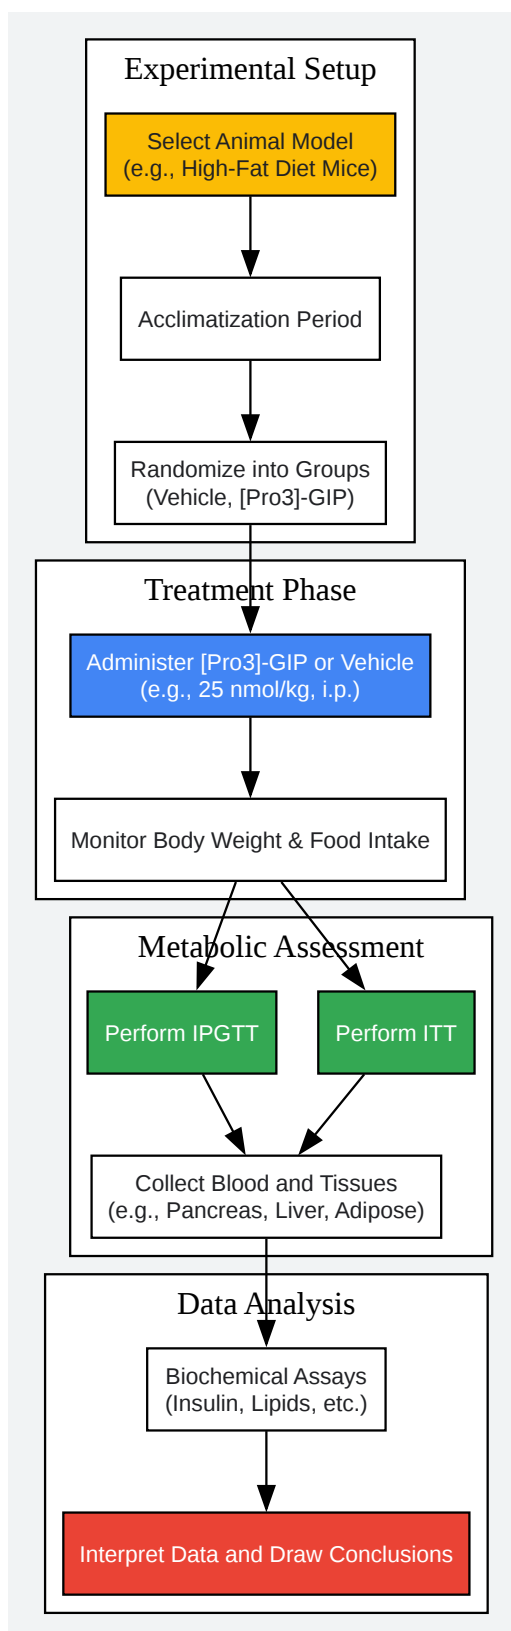 Experimental Setup
Select Animal Model
(e.g., High-Fat Diet Mice)
Acclimatization Period
Randomize into Groups
(Vehicle, [Pro3]-GIP)
Treatment Phase
Administer [Pro3]-GIP or Vehicle
(e.g., 25 nmol/kg, i.p.)
Monitor Body Weight & Food Intake
Metabolic Assessment
Perform IPGTT
Perform ITT
Collect Blood and Tissues
(e.g., Pancreas, Liver, Adipose)
Data Analysis
Biochemical Assays
(Insulin, Lipids, etc.)
Interpret Data and Draw Conclusions